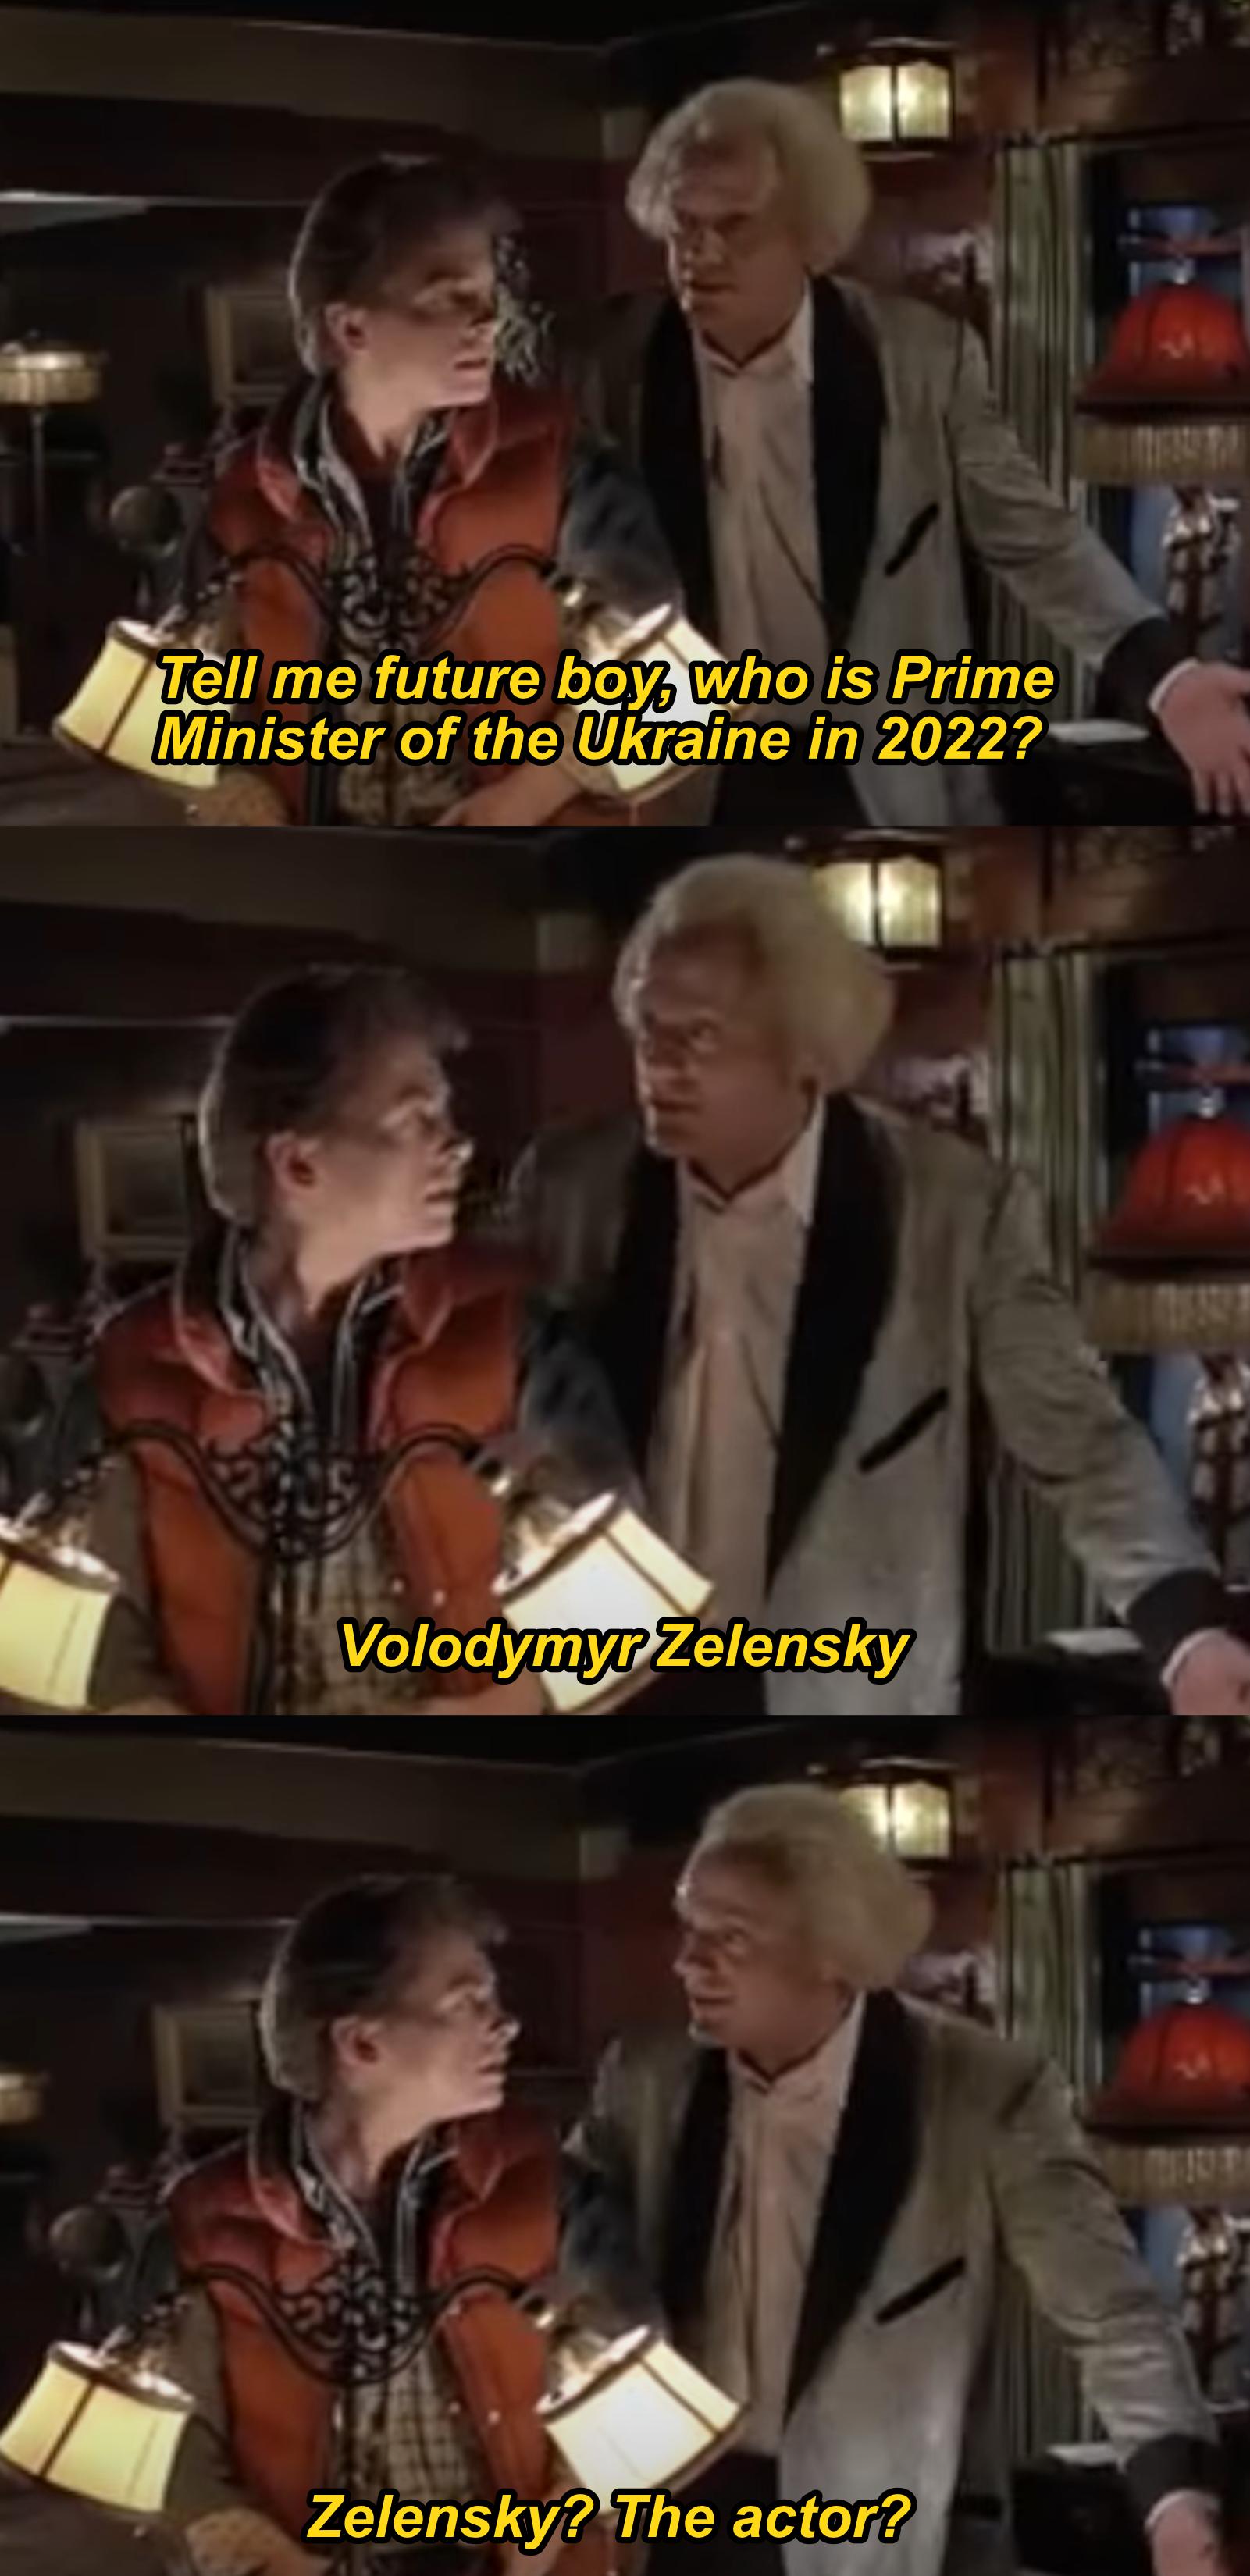 Tell me future boy, who is Prime
Minister of the Ukraine in 2022?
Volodymyr Zelensky
Zelensky? The actor?